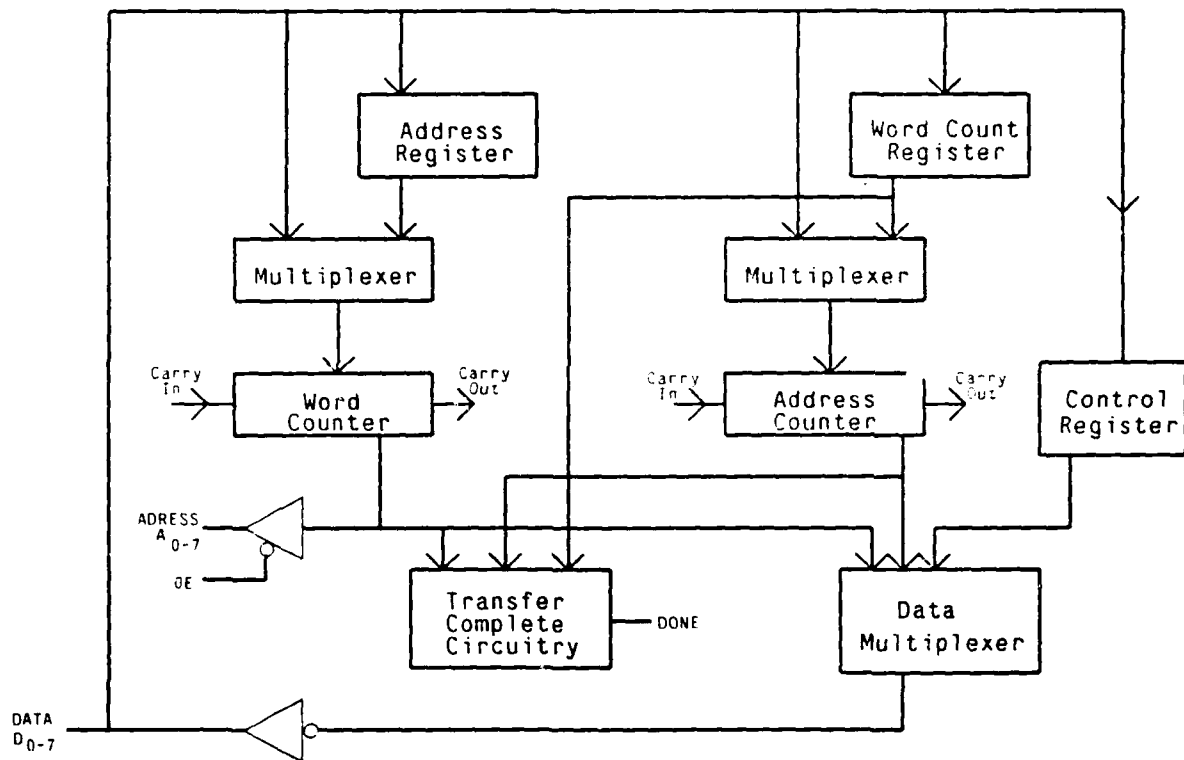 Address
Register
Word Count
Register
Multiplexer
Multiplexer
Carry
In
Word
Counter
Carry
Out
Carry
In
Address
Counter
Carry
Out
Control
Register
ADRESS
A0-7
OE
Transfer
Complete
Circuitry
DONE
Data
Multiplexer
DATA
D0-7